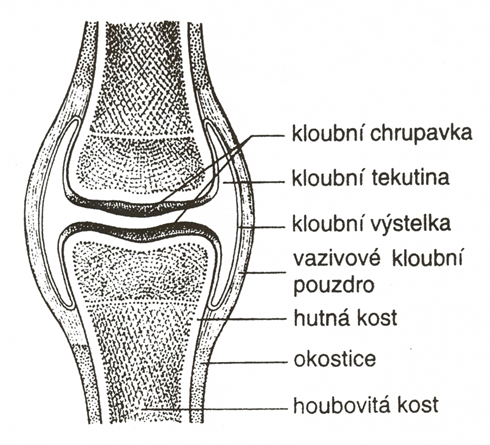 kloubní chrupavka
kloubní tekutina
kloubní výstelka
vazivové kloubní
pouzdro
hutná kost
okostice
houbovitá kost